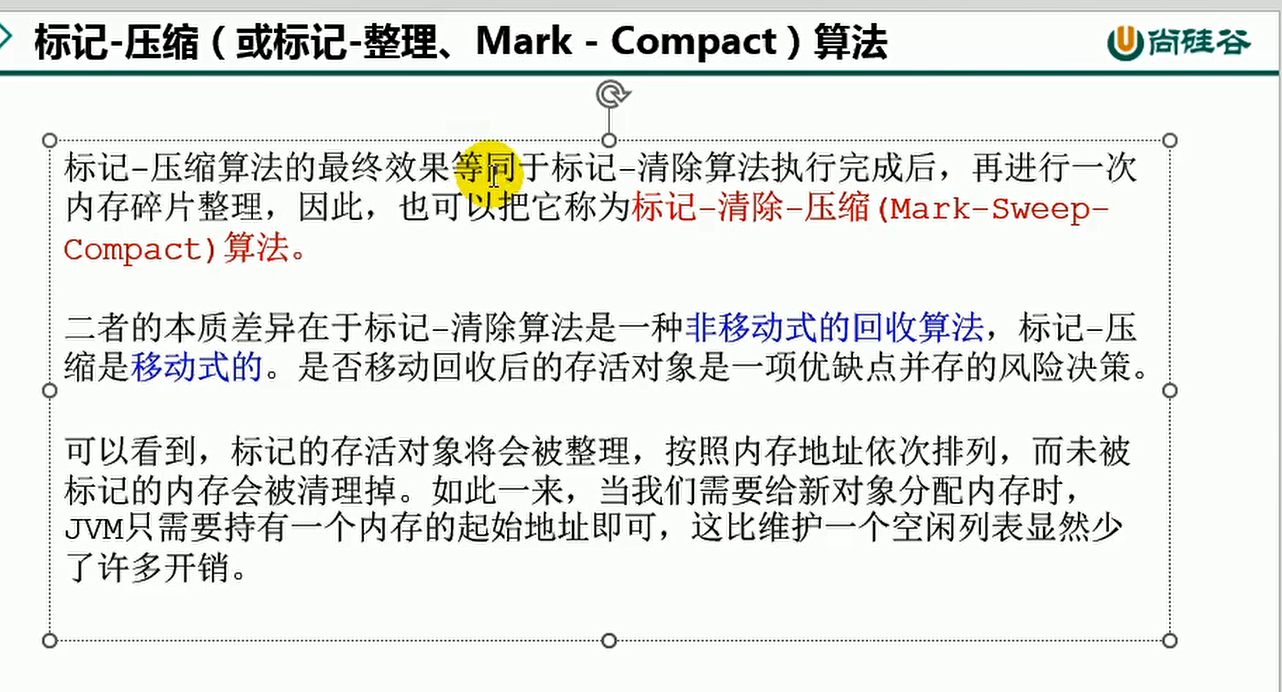 标记-压缩（或标记-整理、Mark - Compact）算法
尚硅谷
标记-压缩算法的最终效果等同于标记-清除算法执行完成后，再进行一次
内存碎片整理，因此，也可以把它称为标记-清除-压缩(Mark-Sweep-
Compact)算法。
二者的本质差异在于标记-清除算法是一种非移动式的回收算法，标记-压
缩是移动式的。是否移动回收后的存活对象是一项优缺点并存的风险决策。
可以看到，标记的存活对象将会被整理，按照内存地址依次排列，而未被
标记的内存会被清理掉。如此一来，当我们需要给新对象分配内存时，
JVM只需要持有一个内存的起始地址即可，这比维护一个空闲列表显然少
了许多开销。